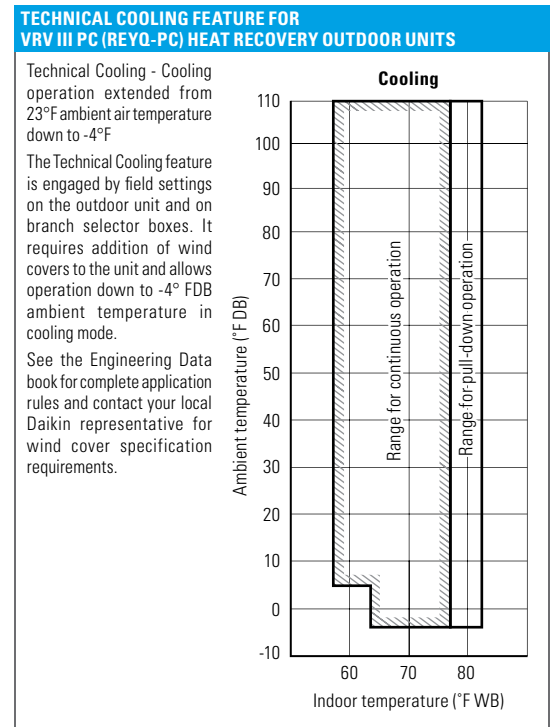 TECHNICAL COOLING FEATURE FOR
VRV III PC (REYQ-PC) HEAT RECOVERY OUTDOOR UNITS
Technical Cooling - Cooling
operation extended from
23°F ambient air temperature
down to -4°F
The Technical Cooling feature
is engaged by field settings
on the outdoor unit and on
branch selector boxes. It
requires addition of wind
covers to the unit and allows
operation down to -4° FDB
ambient temperature in
cooling mode.
See the Engineering Data
book for complete application
rules and contact your local
Daikin representative for
wind cover specification
requirements.
Cooling
Ambient temperature (°F DB)
110
100
90
80
70
60
50
40
30
20
10
0
-10
Range for continuous operation
Range for pull-down operation
60
70
80
Indoor temperature (°F WB)